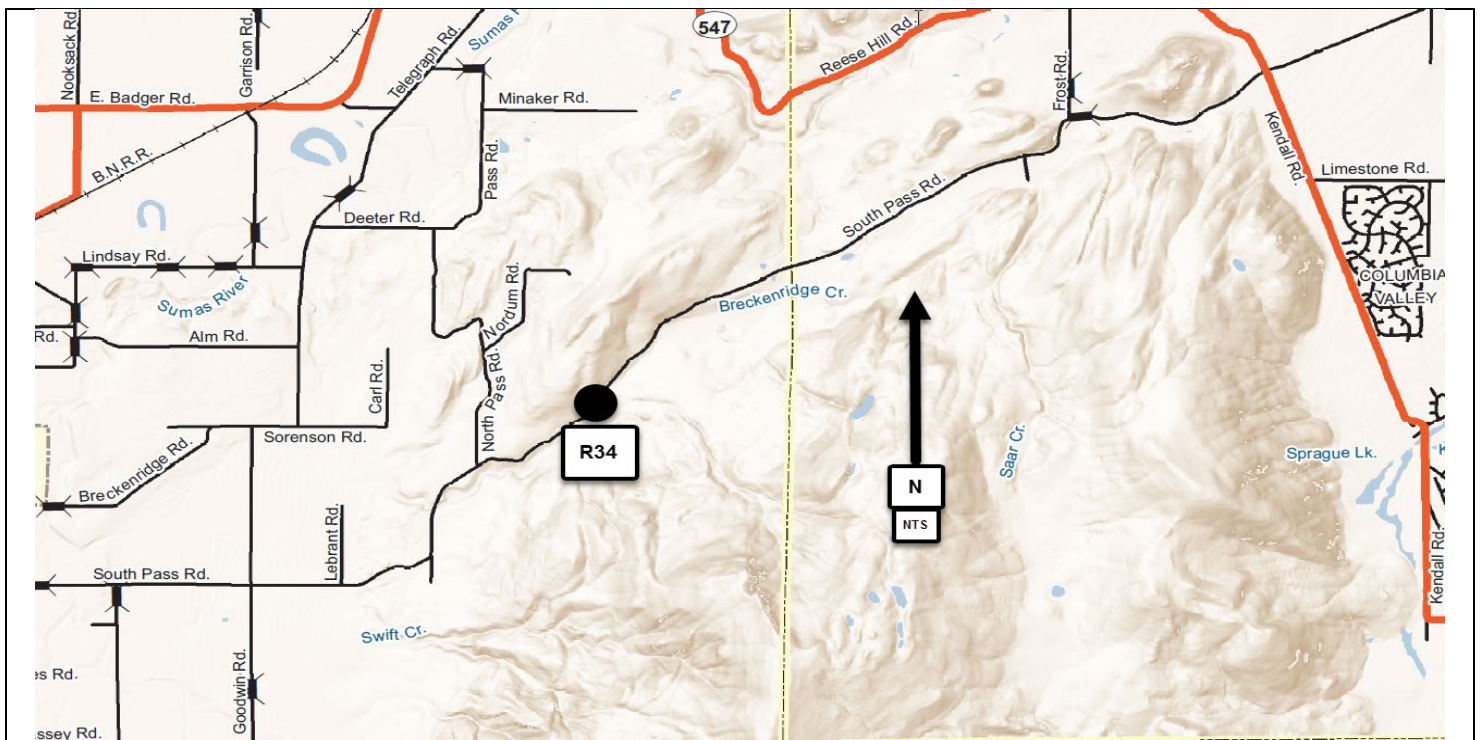 Nooksack Rd.
Garrison Rd.
Telegraph Rd.
Sumas R
547
Reese Hill Rd.
E. Badger Rd.
Minaker Rd.
Frost Rd.
B.N.R.R.
Pass Rd.
Kendall Rd.
Limestone Rd.
South Pass Rd.
Deeter Rd.
Lindsay Rd.
Sumas River
Nordum Rd.
Breckenridge Cr.
COLUMBIA
VALLEY
Rd.
Alm Rd.
Carl Rd.
North Pass Rd.
Sorenson Rd.
R34
Saar Cr.
Sprague Lk.
K
Breckenridge Rd.
N
NTS
Lebrant Rd.
South Pass Rd.
Kendall Rd.
Swift Cr.
es Rd.
Goodwin Rd.
ssey Rd.